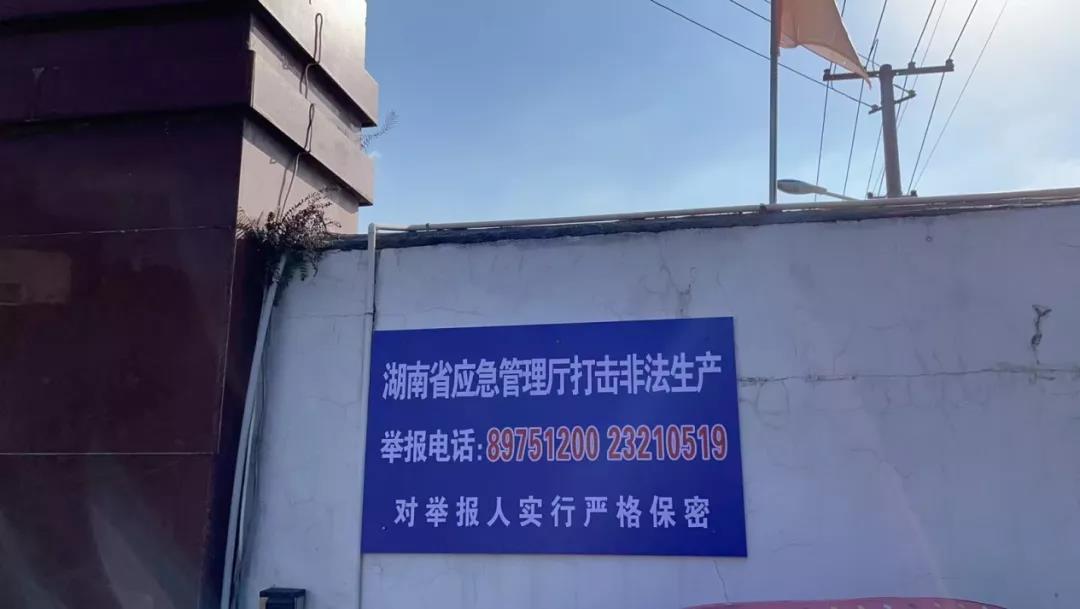 湖南省应急管理厅打击非法生产
举报电话:89751200 23210519
对举报人实行严格保密